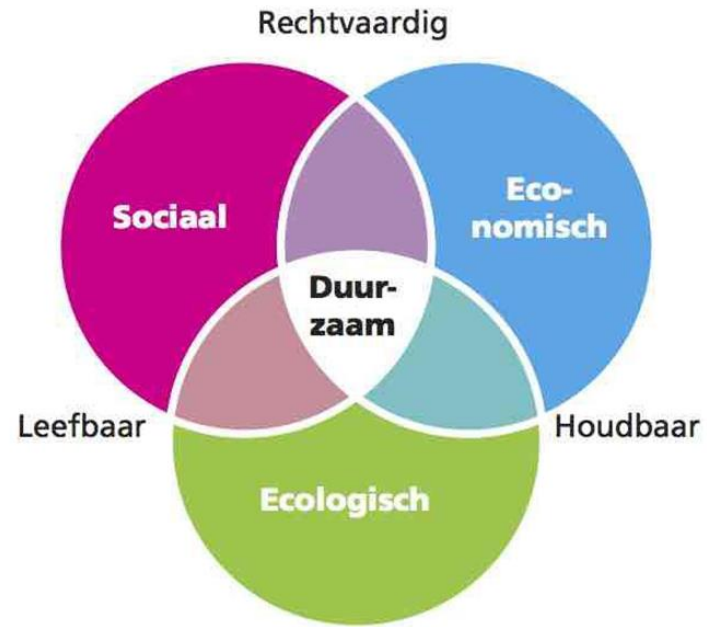 Rechtvaardig
Sociaal
Eco-
nomisch
Duur-
zaam
Leefbaar
Houdbaar
Ecologisch